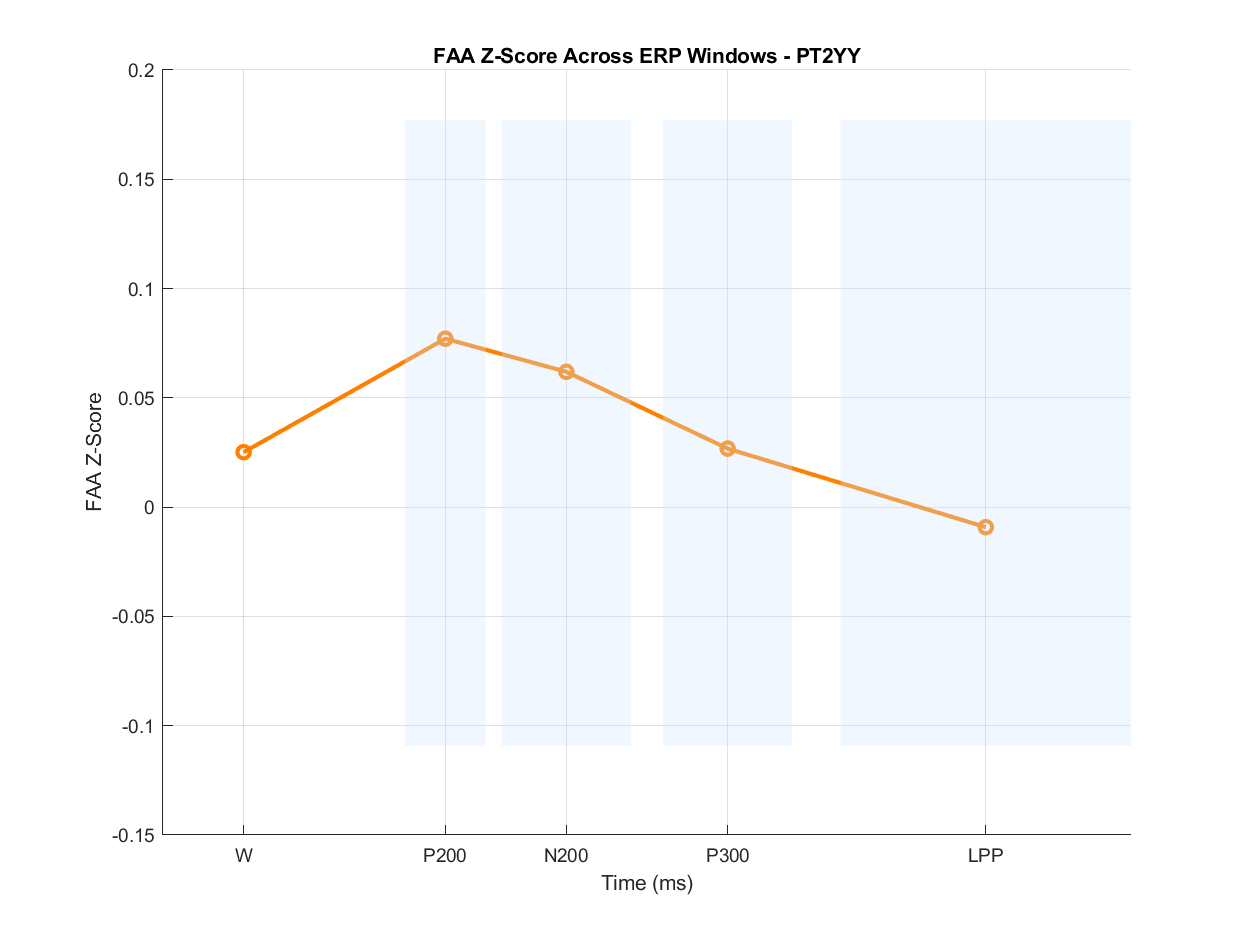 FAA Z-Score Across ERP Windows - PT2YY
0.2
0.15
0.1
0.05
0
-0.05
-0.1
-0.15
FAA Z-Score
W P200 N200 P300 LPP
Time (ms)